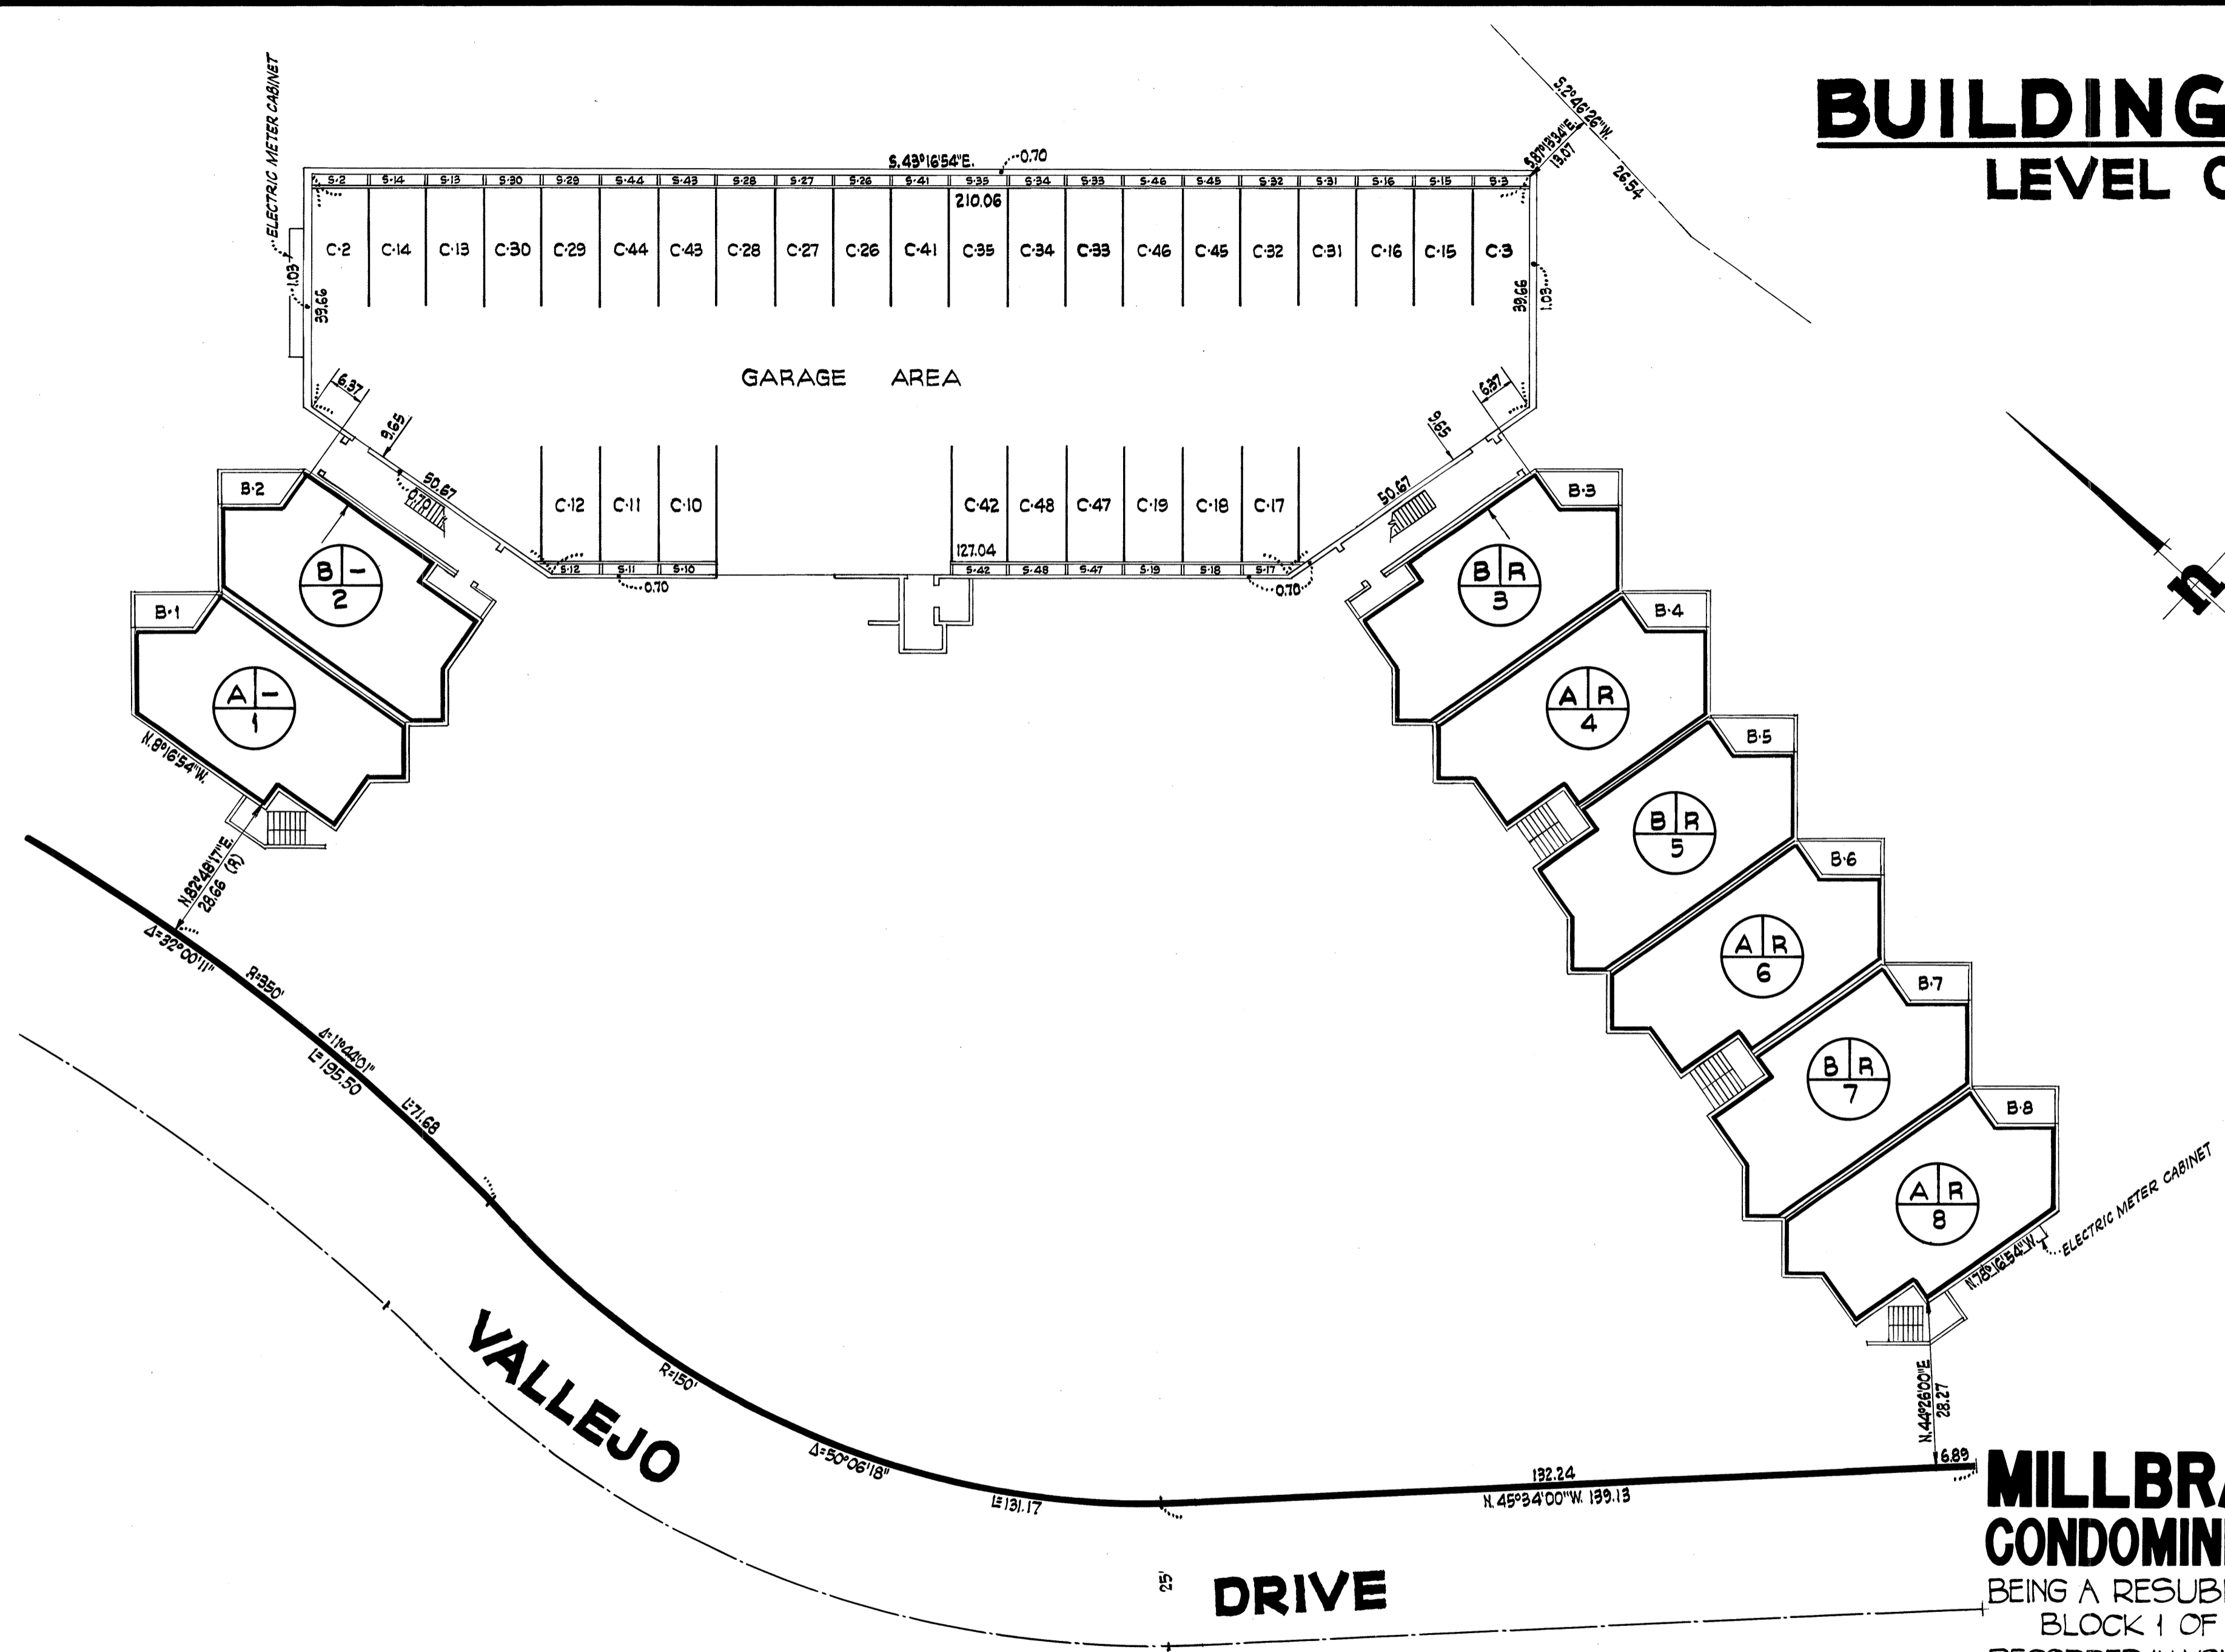 BUILDING
LEVEL
ELECTRIC METER CABINET
S.43°16'54"E.
0.70
S.2°46'26"W.
26.54
S.87°13'34"E.
13.07
S·2 S·14 S·13 S·30 S·29 S·44 S·43 S·28 S·27 S·26 S·41 S·35 S·34 S·33 S·46 S·45 S·32 S·31 S·16 S·15 S·3
210.06
C·2 C·14 C·13 C·30 C·29 C·44 C·43 C·28 C·27 C·26 C·41 C·35 C·34 C·33 C·46 C·45 C·32 C·31 C·16 C·15 C·3
1.03
39.66
39.66
1.03
GARAGE AREA
6.37
9.65
50.67
0.70
6.37
9.65
50.67
C·12 C·11 C·10
C·42 C·48 C·47 C·19 C·18 C·17
127.04
S·12 S·11 S·10
S·42 S·48 S·47 S·19 S·18 S·17
0.70
0.70
n
B·2
B –
2
B·1
A –
1
N.8°16'54"W.
B·3
B R
3
B·4
A R
4
B·5
B R
5
B·6
A R
6
B·7
B R
7
B·8
A R
8
ELECTRIC METER CABINET
N.78°16'54"W.
N.82°48'17"E.
28.66 (R)
Δ=32°00'11"
R=350'
Δ=11°44'01"
L=195.50
L=71.68
R=150'
Δ=50°06'18"
L=131.17
132.24
N.45°34'00"W. 139.13
6.89
N.44°26'00"E
28.27
25'
VALLEJO
DRIVE
CONDOMIN
BEING A RESUB
BLOCK 1 OF